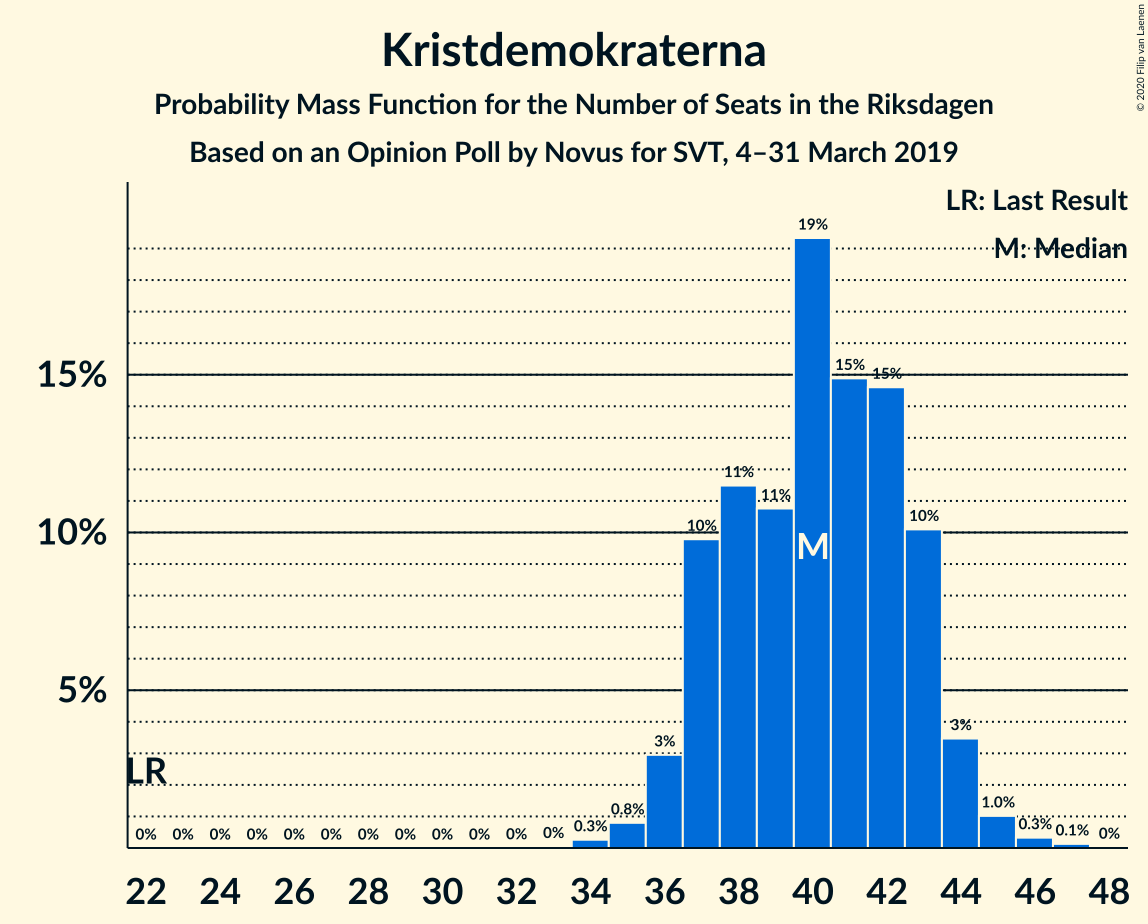 Kristdemokraterna
Probability Mass Function for the Number of Seats in the Riksdagen
Based on an Opinion Poll by Novus for SVT, 4–31 March 2019
© 2020 Filip van Laenen
LR: Last Result
M: Median
15%
10%
5%
LR
0% 0% 0% 0% 0% 0% 0% 0% 0% 0% 0% 0% 0.3% 0.8% 3% 10% 11% 11% 19% 15% 15% 10% 3% 1.0% 0.3% 0.1% 0%
M
22 24 26 28 30 32 34 36 38 40 42 44 46 48